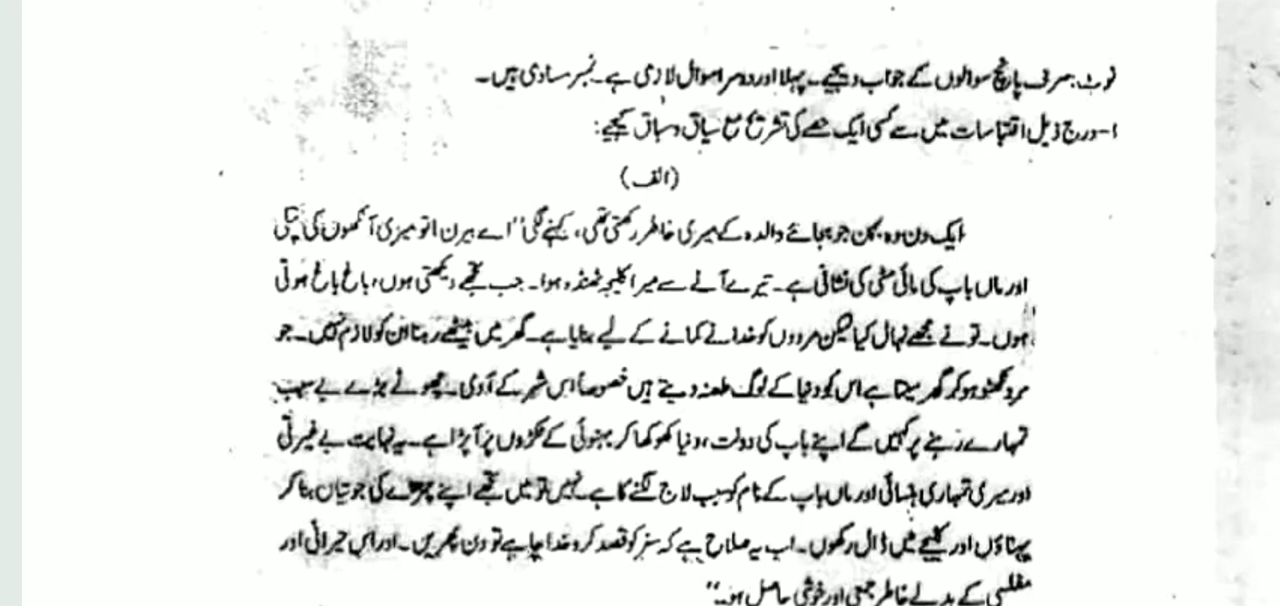 نوٹ: صرف پانچ سوالوں کے جواب دیجیے۔ پہلا اور دوسرا سوال لازمی ہے۔ نمبر مساوی ہیں۔
۱- درج ذیل اقتباسات میں سے کسی ایک حصے کی تشریح مع سیاق و سباق کیجیے:
(الف)
ایک دن وہ بہن جو بجائے والدہ کے میری خاطر رکھتی تھی، کہنے لگی "اے بیرن! تو میری آنکھوں کی پتلی
اور ماں باپ کی مائی مٹی کی نشانی ہے۔ تیرے آنے سے میرا کلیجہ ٹھنڈا ہوا۔ جب تجھے دیکھتی ہوں، باغ باغ ہوتی
ہوں۔ تو نے مجھے نہال کیا لیکن مردوں کو خدا نے کمانے کے لیے بنایا ہے۔ گھر میں بیٹھے رہنا ان کو لازم نہیں۔ جو
مرد نکھٹو ہو کر گھر سیتا ہے اس کو دنیا کے لوگ طعنہ دیتے ہیں خصوصاً اس شہر کے آدمی۔ چھوٹے بڑے بے سبب
تمہارے رہنے پر کہیں گے اپنے باپ کی دولت، دنیا کھو کھا کر بہنوئی کے ٹکڑوں پر آ پڑا ہے۔ یہ نہایت بے غیرتی
اور میری تمہاری ہنسائی اور ماں باپ کے نام کو سبب لاج لگنے کا ہے۔ نہیں تو میں تجھے اپنے چمڑے کی جوتیاں بنا کر
پہناؤں اور کلیجے میں ڈال رکھوں۔ اب یہ صلاح ہے کہ سفر کو قصد کرو خدا چاہے تو دن پھریں۔ اور اس حیرانی اور
مفلسی کے بدلے خاطر جمعی اور خوشی حاصل ہو۔"